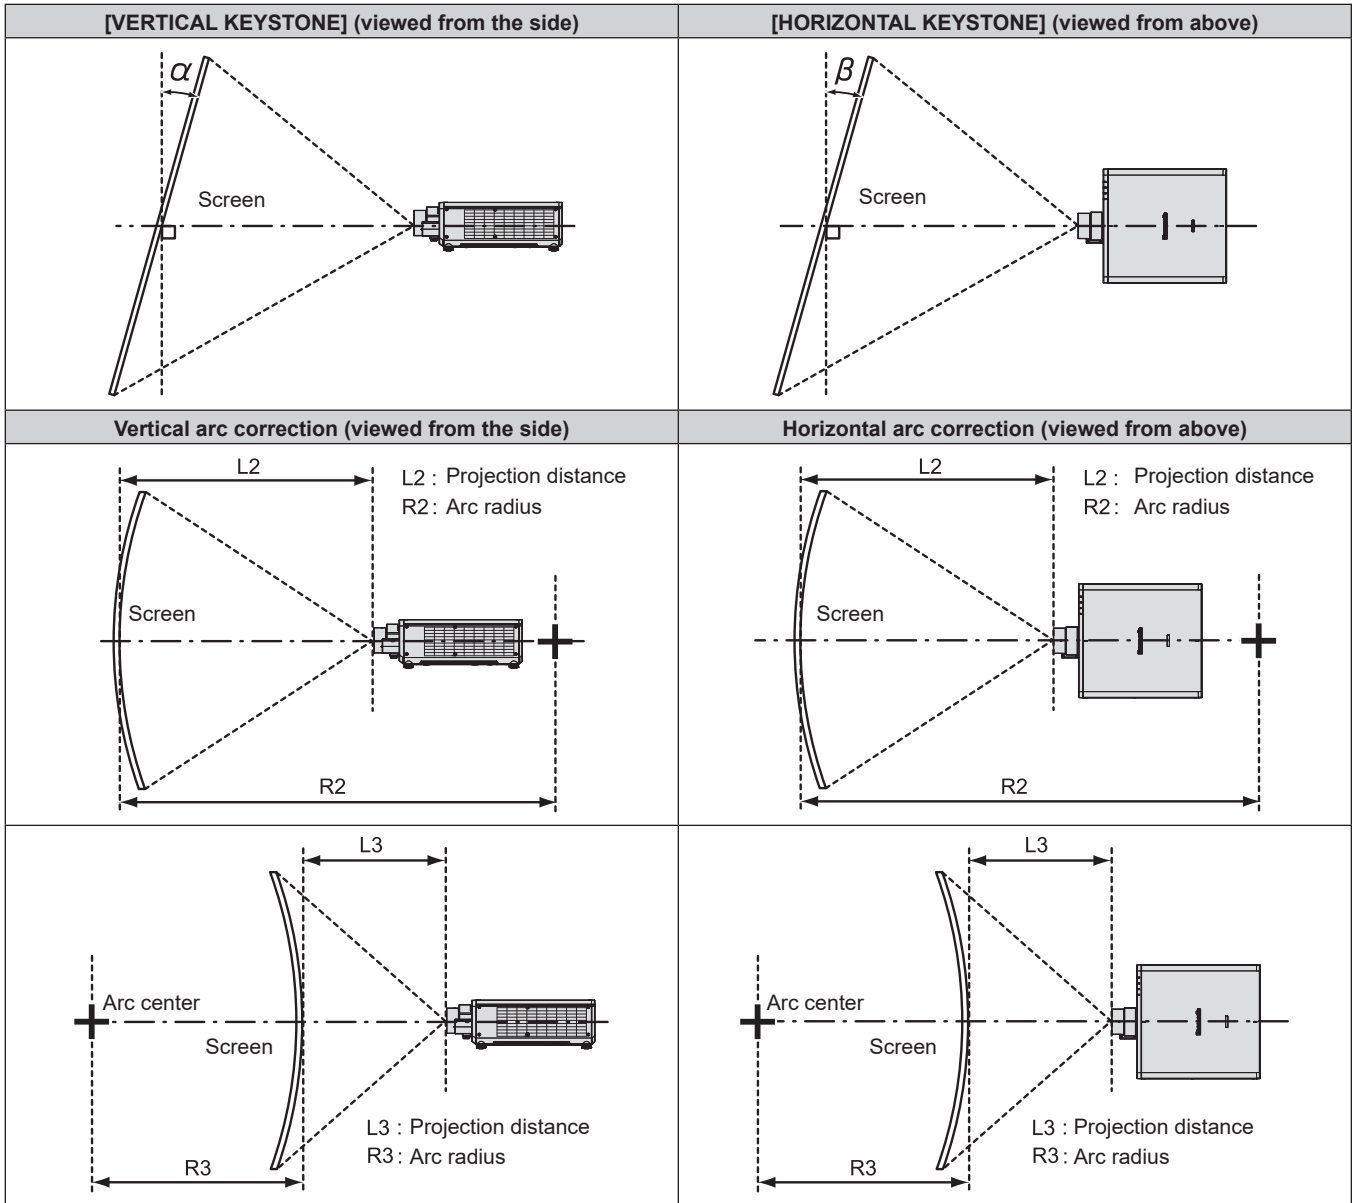 [VERTICAL KEYSTONE] (viewed from the side)
[HORIZONTAL KEYSTONE] (viewed from above)
α
Screen
β
Screen
Vertical arc correction (viewed from the side)
Horizontal arc correction (viewed from above)
L2
L2 : Projection distance
R2 : Arc radius
Screen
R2
L2
L2 : Projection distance
R2 : Arc radius
Screen
R2
L3
Arc center
Screen
L3 : Projection distance
R3 : Arc radius
R3
L3
Arc center
Screen
L3 : Projection distance
R3 : Arc radius
R3